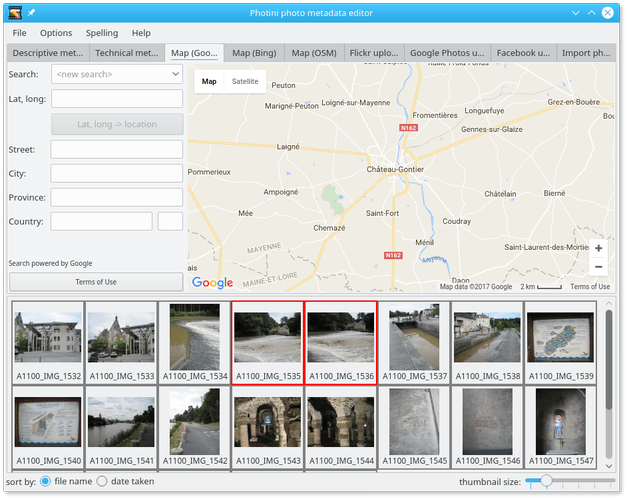 Photini photo metadata editor
File Options Spelling Help
Descriptive met... Technical met... Map (Goo... Map (Bing) Map (OSM) Flickr uplo... Google Photos u... Facebook u... Import ph...
Search: <new search>
Lat, long:
Lat, long -> location
Street:
City:
Province:
Country:
Search powered by Google
Terms of Use
Map Satellite
Peuton
Marigné-Peuton
Loigné-sur-Mayenne
Fromentières
Longuefuye
Grez-en-Bouère
Bou
N162
Gennes-sur-Glaize
Laigné
Château-Gontier
Pommerieux
Ampoigné
Châtelain
Bierné
Mée
Saint-Fort
Coudray
Chemazé
Ménil
Saint-Laurent-des-Mortie
MAYENNE
N162
ais
MAINE-ET-LOIRE
Daon
+
−
Google
Map data ©2017 Google 2 km Terms of Use
A1100_IMG_1532 A1100_IMG_1533 A1100_IMG_1534 A1100_IMG_1535 A1100_IMG_1536 A1100_IMG_1537 A1100_IMG_1538 A1100_IMG_1539
A1100_IMG_1540 A1100_IMG_1541 A1100_IMG_1542 A1100_IMG_1543 A1100_IMG_1544 A1100_IMG_1545 A1100_IMG_1546 A1100_IMG_1547
sort by: file name date taken thumbnail size: